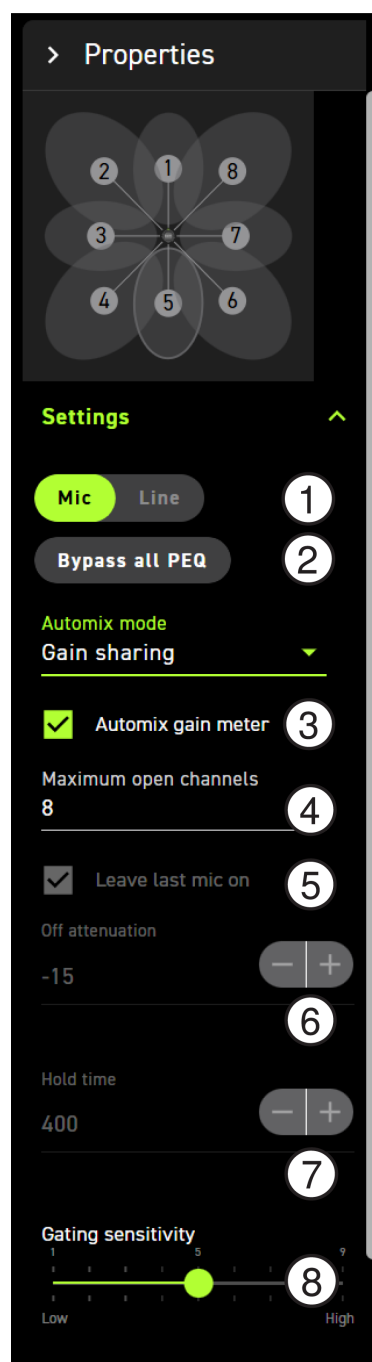 Properties
2 1 8
3 7
4 5 6
Settings
Mic Line 1
Bypass all PEQ 2
Automix mode
Gain sharing
Automix gain meter 3
Maximum open channels
8 4
Leave last mic on 5
Off attenuation
-15 − +
6
Hold time
400 − +
7
Gating sensitivity
1 5 9
8
Low High